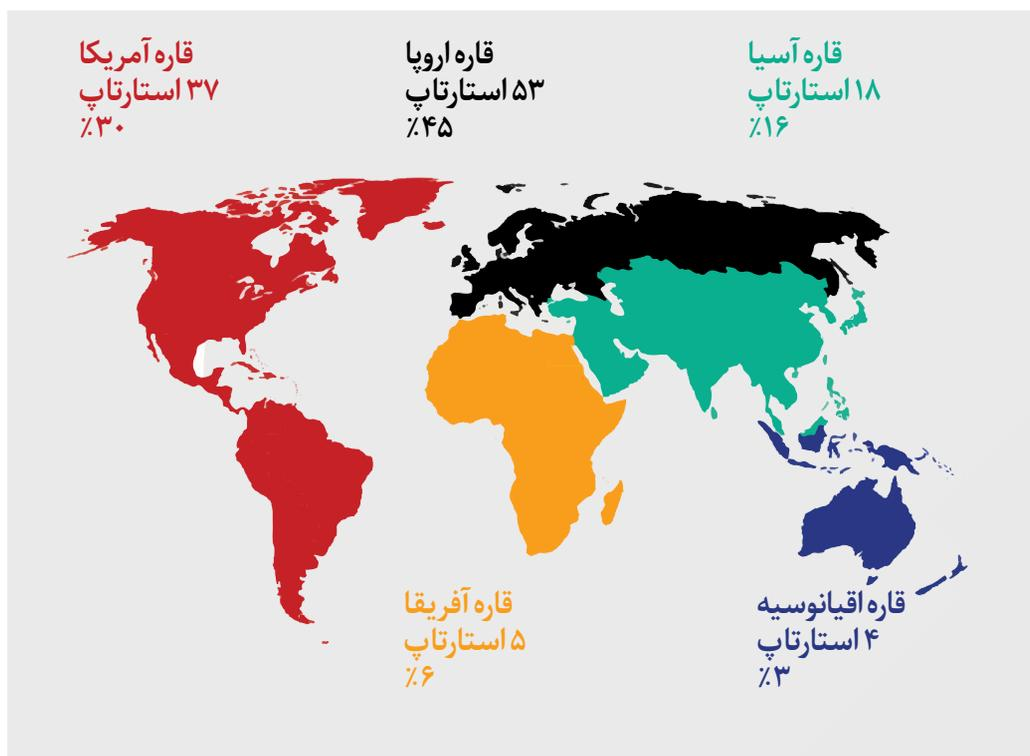 قاره آسیا
۱۸ استارتاپ
٪۱۶
قاره اروپا
۵۳ استارتاپ
٪۴۵
قاره آمریکا
۳۷ استارتاپ
٪۳۰
قاره اقیانوسیه
۴ استارتاپ
٪۳
قاره آفریقا
۵ استارتاپ
٪۶